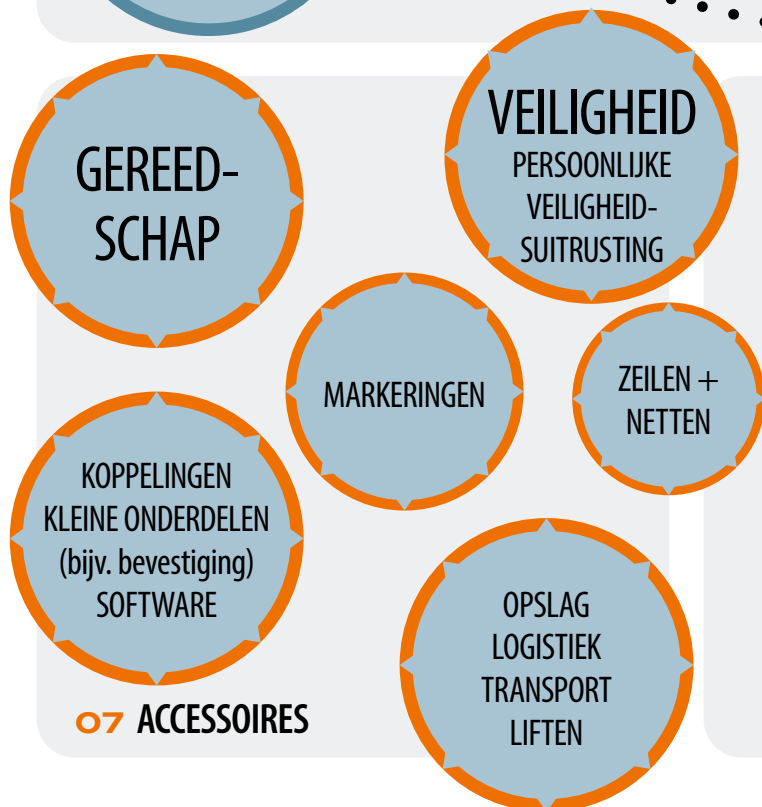 GEREED-
SCHAP
VEILIGHEID
PERSOONLIJKE
VEILIGHEID-
SUITRUSTING
MARKERINGEN
ZEILEN +
NETTEN
KOPPELINGEN
KLEINE ONDERDELEN
(bijv. bevestiging)
SOFTWARE
OPSLAG
LOGISTIEK
TRANSPORT
LIFTEN
07 ACCESSOIRES